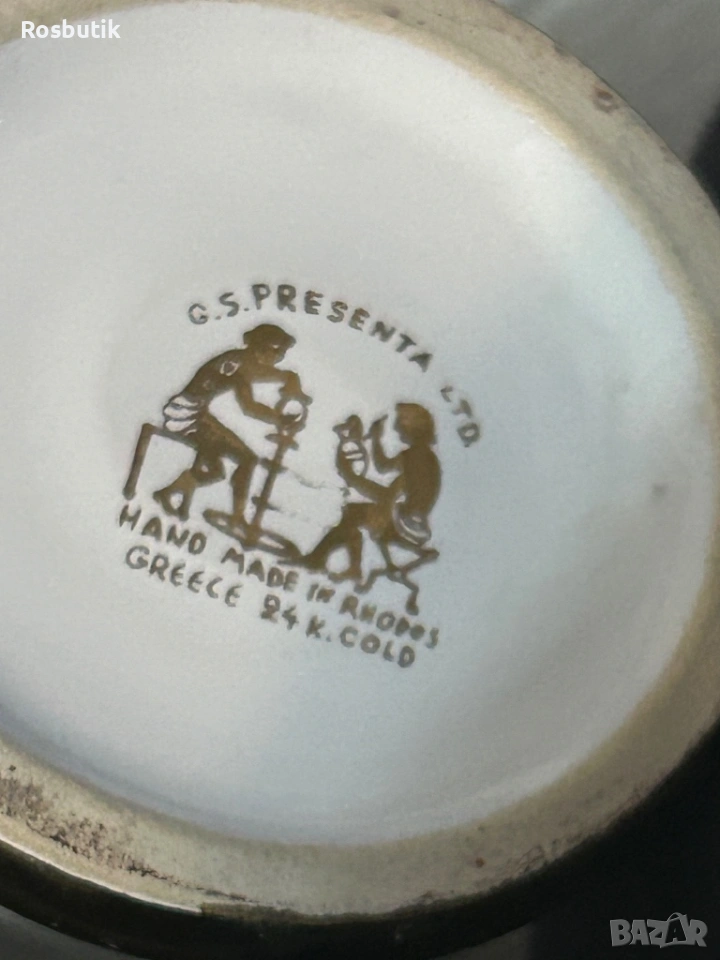 Rosbutik
G.S.PRESENTA LTD.
HAND MADE IN RHODOS
GREECE 24 K. GOLD
BAZAR